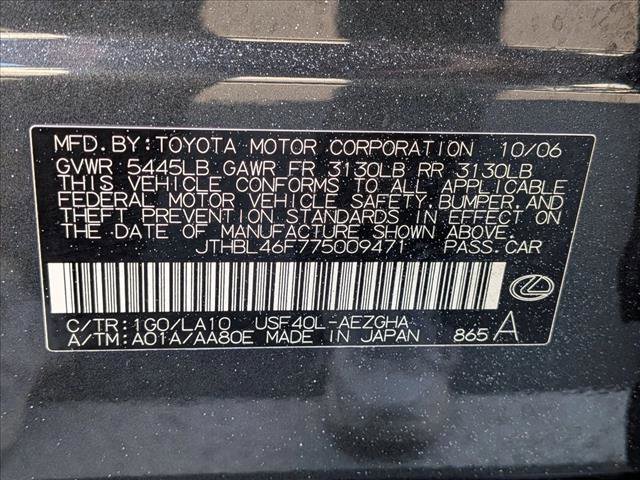 MFD.BY:TOYOTA MOTOR CORPORATION 10/06
GVWR 5445LB GAWR FR 3130LB RR 3130LB
THIS VEHICLE CONFORMS TO ALL APPLICABLE
FEDERAL MOTOR VEHICLE SAFETY,BUMPER,AND
THEFT PREVENTION STANDARDS IN EFFECT ON
THE DATE OF MANUFACTURE SHOWN ABOVE.
JTHBL46F775009471 PASS.CAR
C/TR:1G0/LA10 USF40L-AEZGHA
A/TM:A01A/AA80E MADE IN JAPAN 865 A